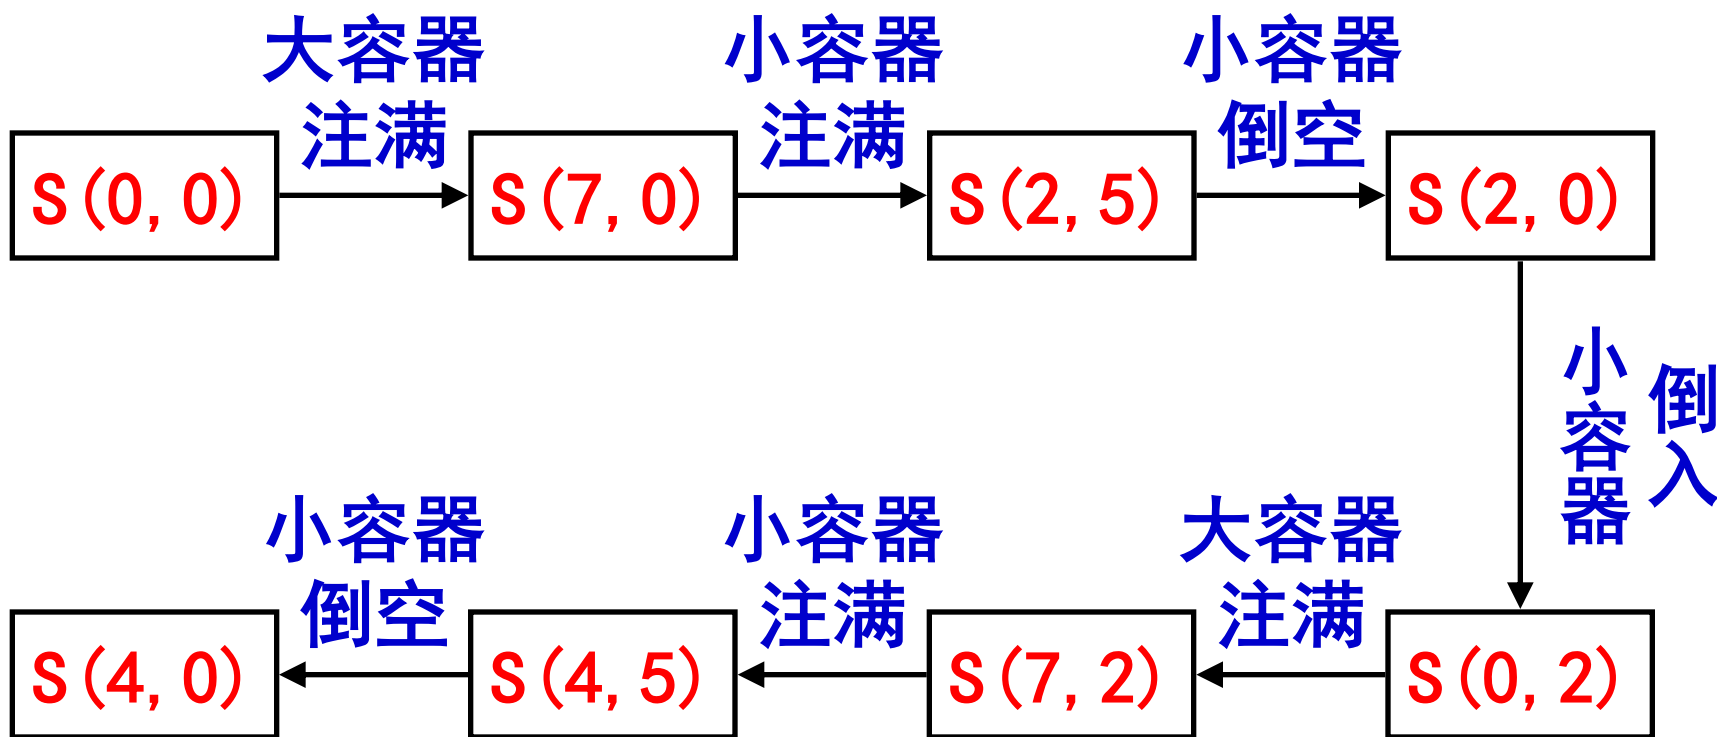 大容器
注满
小容器
注满
小容器
倒空
S(0,0)
S(7,0)
S(2,5)
S(2,0)
小容器
倒入
小容器
倒空
小容器
注满
大容器
注满
S(4,0)
S(4,5)
S(7,2)
S(0,2)